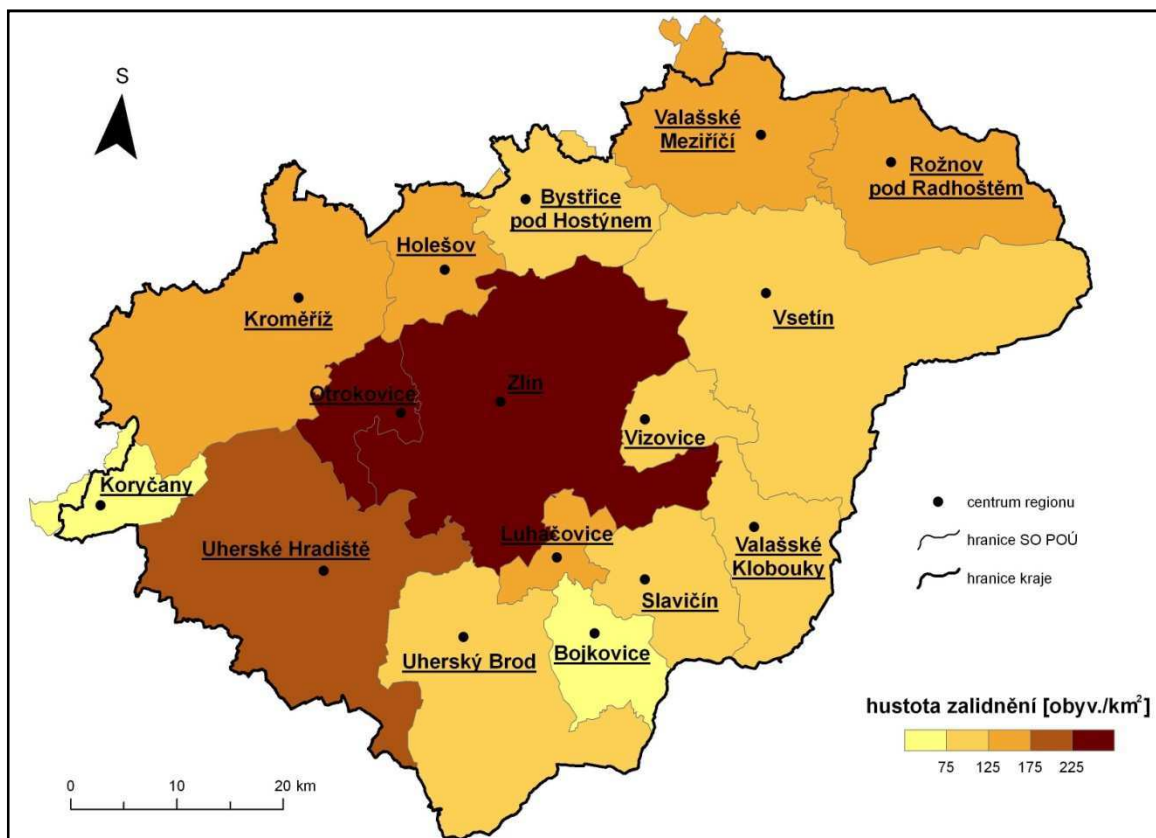 S
Valašské
Meziříčí
Rožnov
pod Radhoštěm
Bystřice
pod Hostýnem
Holešov
Kroměříž
Vsetín
Otrokovice
Zlín
Vizovice
Koryčany
Uherské Hradiště
Luhačovice
Valašské
Klobouky
Slavičín
Uherský Brod
Bojkovice
centrum regionu
hranice SO POÚ
hranice kraje
hustota zalidnění [obyv./km²]
75 125 175 225
0 10 20 km